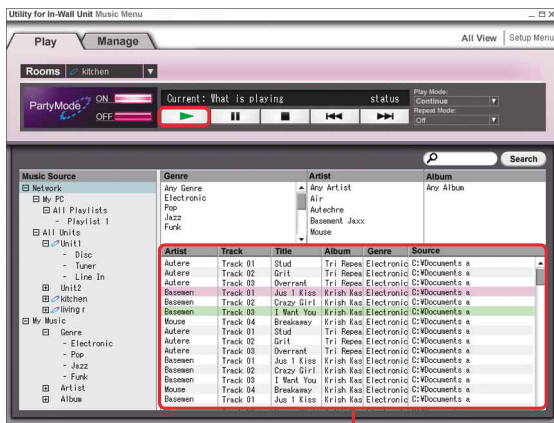 Utility for In-Wall Unit Music Menu
Play
Manage
All View
Setup Menu
Rooms
kitchen
PartyMode
ON
OFF
Current: What is playing
status
Play Mode:
Continue
Repeat Mode:
Off
Search
Music Source
Network
My PC
All Playlists
- Playlist 1
All Units
Unit1
- Disc
- Tuner
- Line In
Unit2
kitchen
living r
My Music
Genre
- Electronic
- Pop
- Jazz
- Funk
Artist
Album
Genre
Any Genre
Electronic
Pop
Jazz
Funk
Artist
Any Artist
Air
Autechre
Basement Jaxx
Mouse
Album
Any Album
Artist Track Title Album Genre Source
Autere Track 01 Stud Tri Repea Electronic C:¥Documents a
Autere Track 02 Grit Tri Repea Electronic C:¥Documents a
Autere Track 03 Overrant Tri Repea Electronic C:¥Documents a
Basemen Track 01 Jus 1 Kiss Krish Kas Electronic C:¥Documents a
Basemen Track 02 Crazy Girl Krish Kas Electronic C:¥Documents a
Basemen Track 03 I Want You Krish Kas Electronic C:¥Documents a
Mouse Track 04 Breakaway Krish Kas Electronic C:¥Documents a
Autere Track 01 Stud Tri Repea Electronic C:¥Documents a
Autere Track 02 Grit Tri Repea Electronic C:¥Documents a
Autere Track 03 Overrant Tri Repea Electronic C:¥Documents a
Basemen Track 01 Jus 1 Kiss Krish Kas Electronic C:¥Documents a
Basemen Track 02 Crazy Girl Krish Kas Electronic C:¥Documents a
Basemen Track 03 I Want You Krish Kas Electronic C:¥Documents a
Mouse Track 04 Breakaway Krish Kas Electronic C:¥Documents a
Basemen Track 01 Jus 1 Kiss Krish Kas Electronic C:¥Documents a